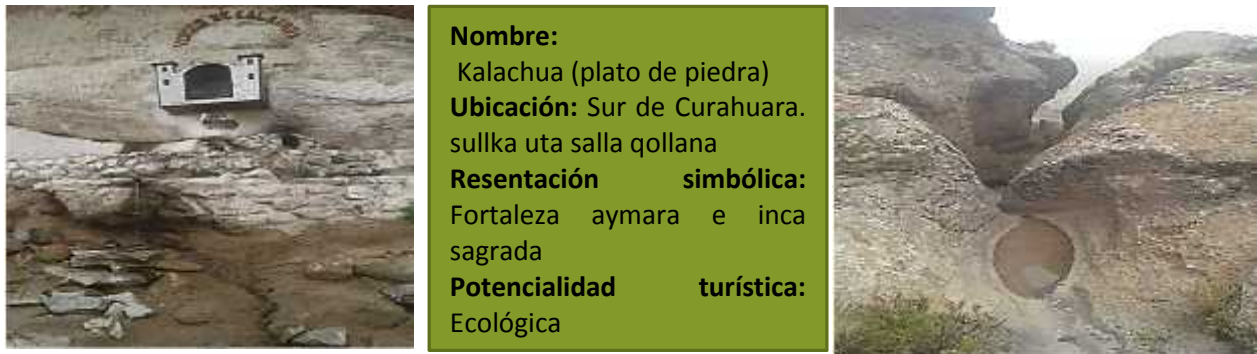 Nombre:
Kalachua (plato de piedra)
Ubicación: Sur de Curahuara.
sullka uta salla qollana
Resentación simbólica:
Fortaleza aymara e inca
sagrada
Potencialidad turística:
Ecológica